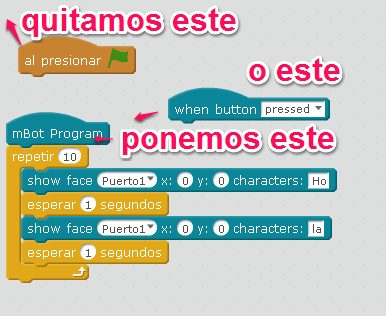 quitamos este
al presionar
o este
when button pressed
mBot Program
ponemos este
repetir 10
show face Puerto1 x: 0 y: 0 characters: Ho
esperar 1 segundos
show face Puerto1 x: 0 y: 0 characters: la
esperar 1 segundos